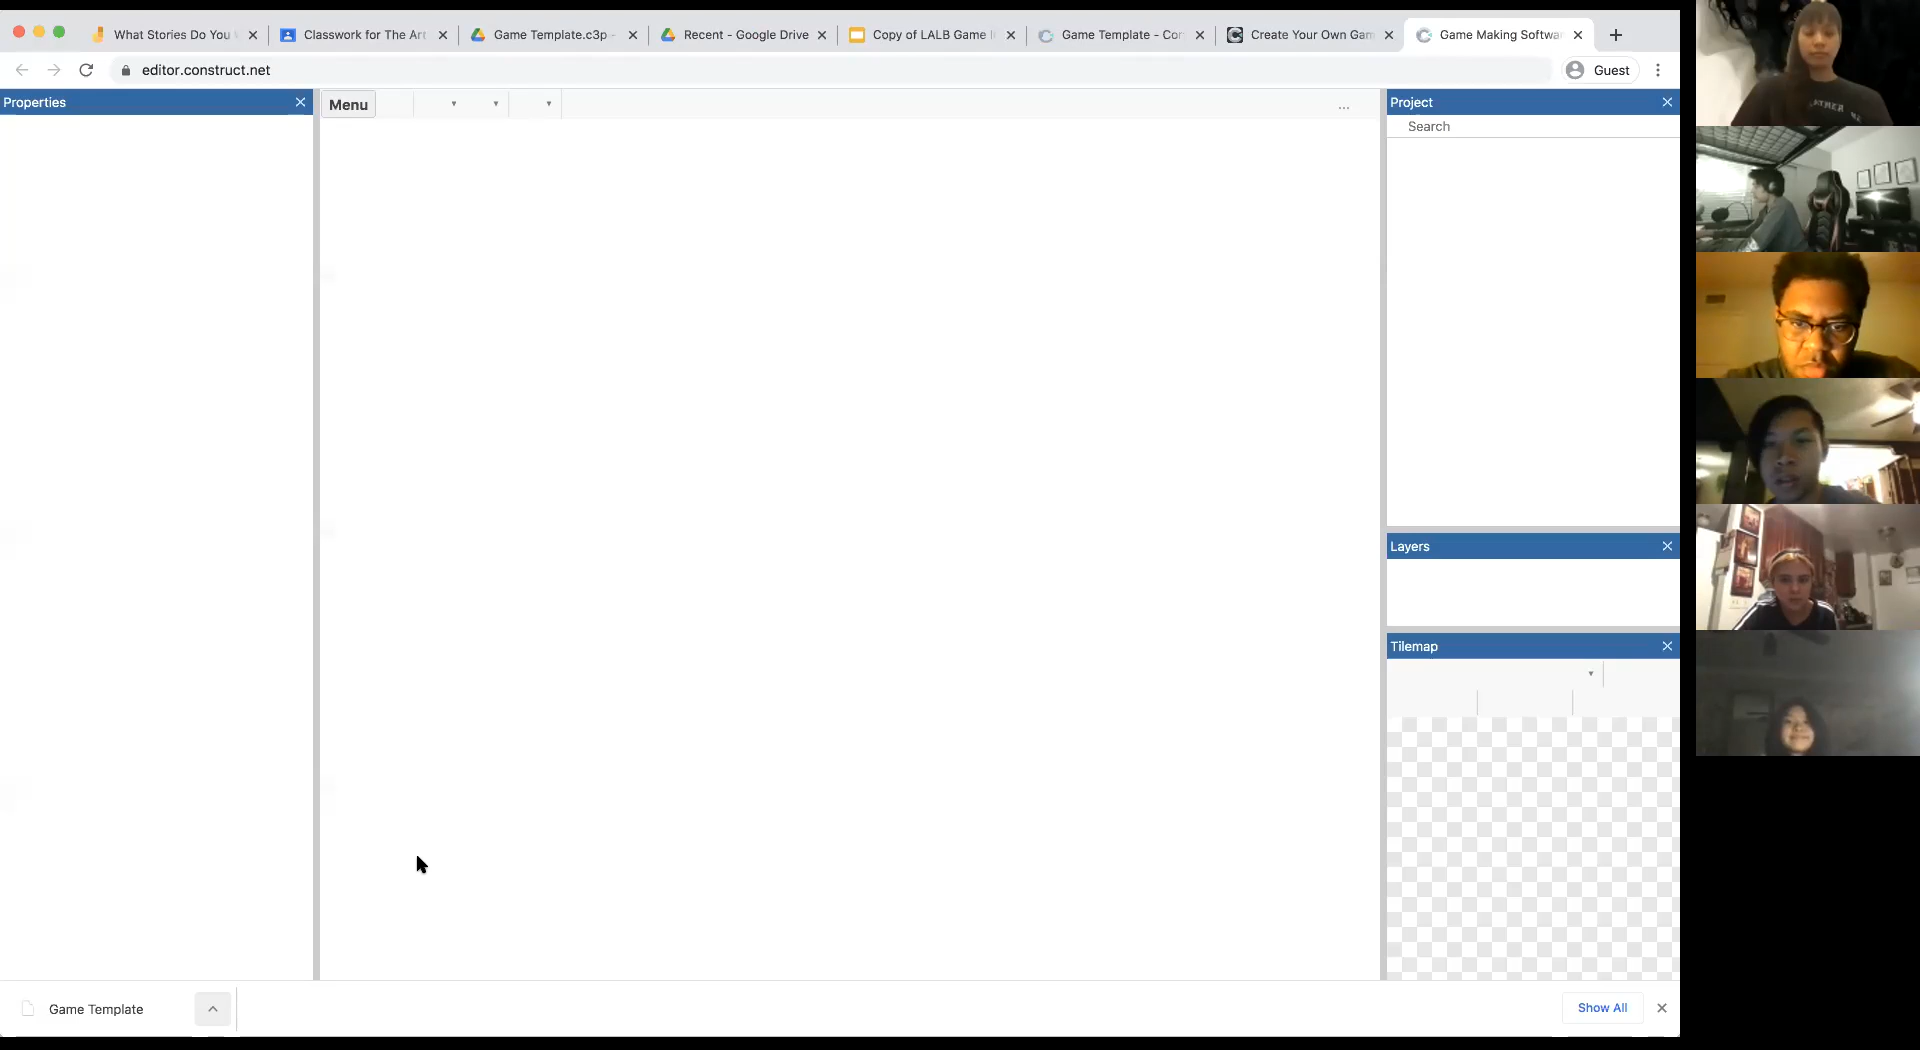 What Stories Do You
Classwork for The Art
Game Template.c3p -
Recent - Google Drive
Copy of LALB Game I
Game Template - Con
Create Your Own Gam
Game Making Softwa
editor.construct.net
Guest
Properties
Menu
...
Project
Search
Layers
Tilemap
Game Template
Show All